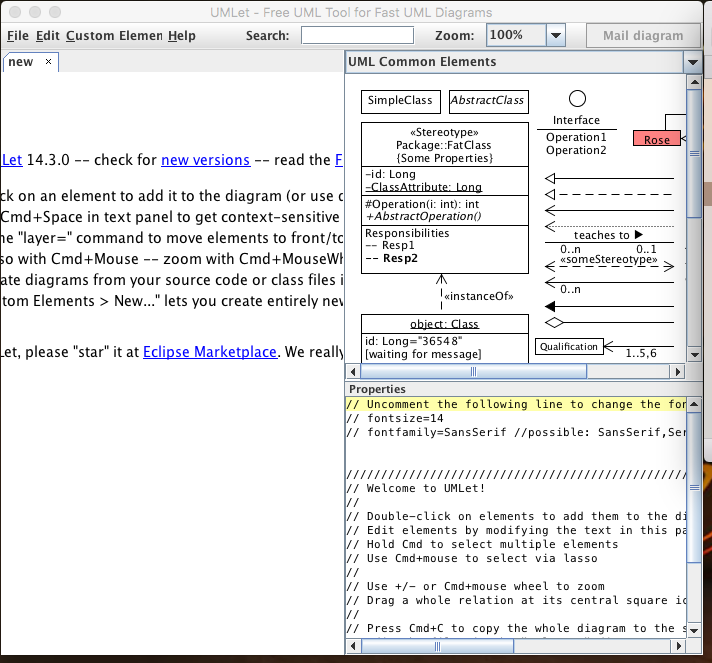 UMLet - Free UML Tool for Fast UML Diagrams
File Edit Custom Elemen Help Search: Zoom: 100% Mail diagram
new ×
UML Common Elements
Let 14.3.0 -- check for new versions -- read the F
ck on an element to add it to the diagram (or use d
Cmd+Space in text panel to get context-sensitive
ne "layer=" command to move elements to front/to
so with Cmd+Mouse -- zoom with Cmd+MouseWh
ate diagrams from your source code or class files i
tom Elements > New..." lets you create entirely new
Let, please "star" it at Eclipse Marketplace. We really
SimpleClass
AbstractClass
«Stereotype»
Package::FatClass
{Some Properties}
-id: Long
-ClassAttribute: Long
#Operation(i: int): int
+AbstractOperation()
Responsibilities
-- Resp1
-- Resp2
«instanceOf»
object: Class
id: Long="36548"
[waiting for message]
Interface
Operation1
Operation2
Rose
teaches to
0..n 0..1
«someStereotype»
0..n
Qualification
1..5,6
Properties
// Uncomment the following line to change the fon
// fontsize=14
// fontfamily=SansSerif //possible: SansSerif,Ser
/////////////////////////////////////////////////
// Welcome to UMLet!
//
// Double-click on elements to add them to the di
// Edit elements by modifying the text in this pa
// Hold Cmd to select multiple elements
// Use Cmd+mouse to select via lasso
//
// Use +/- or Cmd+mouse wheel to zoom
// Drag a whole relation at its central square ic
//
// Press Cmd+C to copy the whole diagram to the s